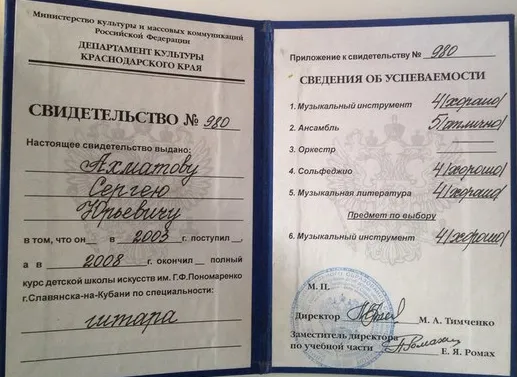 Министерство культуры и массовых коммуникаций
Российской Федерации
ДЕПАРТАМЕНТ КУЛЬТУРЫ
КРАСНОДАРСКОГО КРАЯ
СВИДЕТЕЛЬСТВО № 980
Настоящее свидетельство выдано:
Ахматову
Сергею
Юрьевичу
в том, что он в 2003 г. поступил
а в 2008 г. окончил полный
курс детской школы искусств им. Г.Ф.Пономаренко
г.Славянска-на-Кубани по специальности:
гитара
Приложение к свидетельству № 980
СВЕДЕНИЯ ОБ УСПЕВАЕМОСТИ
1. Музыкальный инструмент 4/хорошо/
2. Ансамбль 5/отлично/
3. Оркестр
4. Сольфеджио 4/хорошо/
5. Музыкальная литература 4/хорошо/
Предмет по выбору
6. Музыкальный инструмент 4/хорошо/
М. П.
Директор М. А. Тимченко
Заместитель директора
по учебной части Е. Я. Ромах